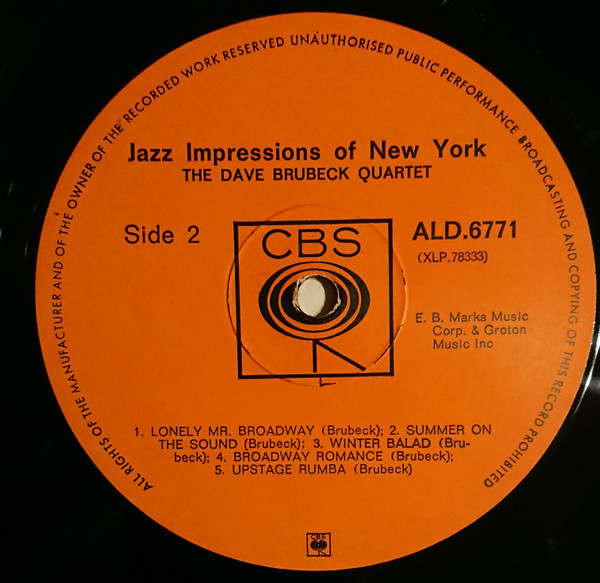 ALL RIGHTS OF THE MANUFACTURER AND OF THE OWNER OF THE RECORDED WORK RESERVED UNAUTHORISED PUBLIC PERFORMANCE BROADCASTING AND COPYING OF THIS RECORD PROHIBITED
Jazz Impressions of New York
THE DAVE BRUBECK QUARTET
Side 2
CBS
ALD.6771
(XLP.78333)
E. B. Marks Music
Corp. & Groton
Music Inc
1. LONELY MR. BROADWAY (Brubeck); 2. SUMMER ON
THE SOUND (Brubeck); 3. WINTER BALAD (Bru-
beck); 4. BROADWAY ROMANCE (Brubeck);
5. UPSTAGE RUMBA (Brubeck)
CBS